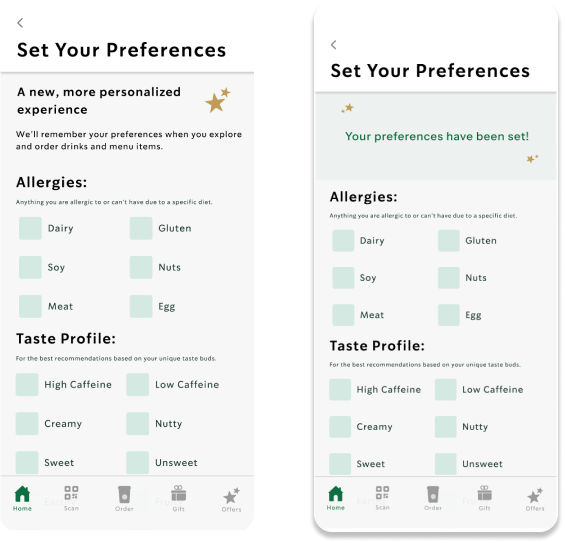 Set Your Preferences
A new, more personalized
experience
We'll remember your preferences when you explore
and order drinks and menu items.
Allergies:
Anything you are allergic to or can't have due to a specific diet.
Dairy Gluten
Soy Nuts
Meat Egg
Taste Profile:
For the best recommendations based on your unique taste buds.
High Caffeine Low Caffeine
Creamy Nutty
Sweet Unsweet
Home Scan Order Gift Offers
Set Your Preferences
Your preferences have been set!
Allergies:
Anything you are allergic to or can't have due to a specific diet.
Dairy Gluten
Soy Nuts
Meat Egg
Taste Profile:
For the best recommendations based on your unique taste buds.
High Caffeine Low Caffeine
Creamy Nutty
Sweet Unsweet
Home Scan Order Gift Offers